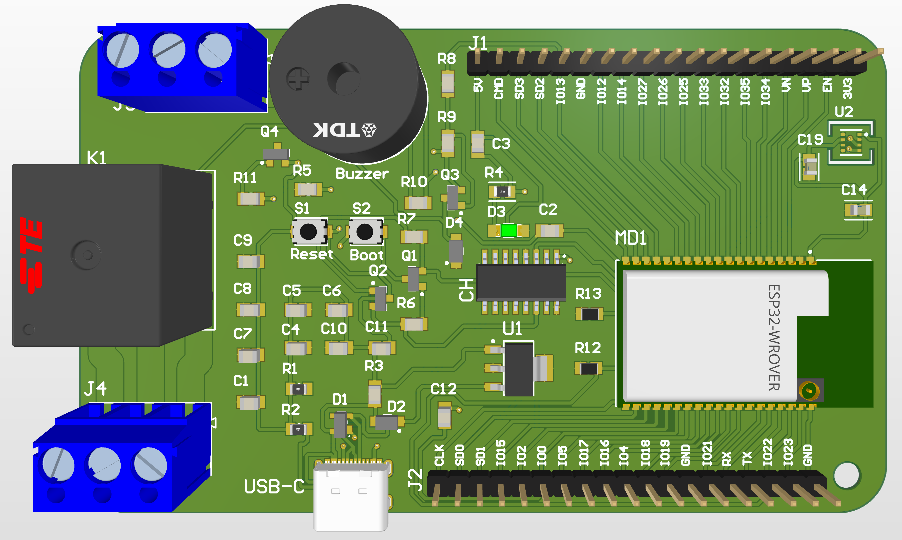 J1
5V CMD SD3 SD2 IO13 GND IO12 IO14 IO27 IO26 IO25 IO33 IO32 IO35 IO34 VN VP EN 3V3
R8
U2
TDK
R9
C3
C19
Q4
Buzzer
K1
R5
Q3
R4
R11
R10
C14
S1
S2
D3
C2
R7
D4
MD1
Reset
Boot
C9
Q2
Q1
TE
CH
ESP32-WROVER
C8
C5
C6
R6
R13
C7
C4
C10
C11
U1
R12
R1
R3
J4
C1
C12
R2
D1
D2
USB-C
J2
CLK SD0 SD1 IO15 IO2 IO0 IO5 IO17 IO16 IO4 IO18 IO19 GND IO21 RX TX IO22 IO23 GND